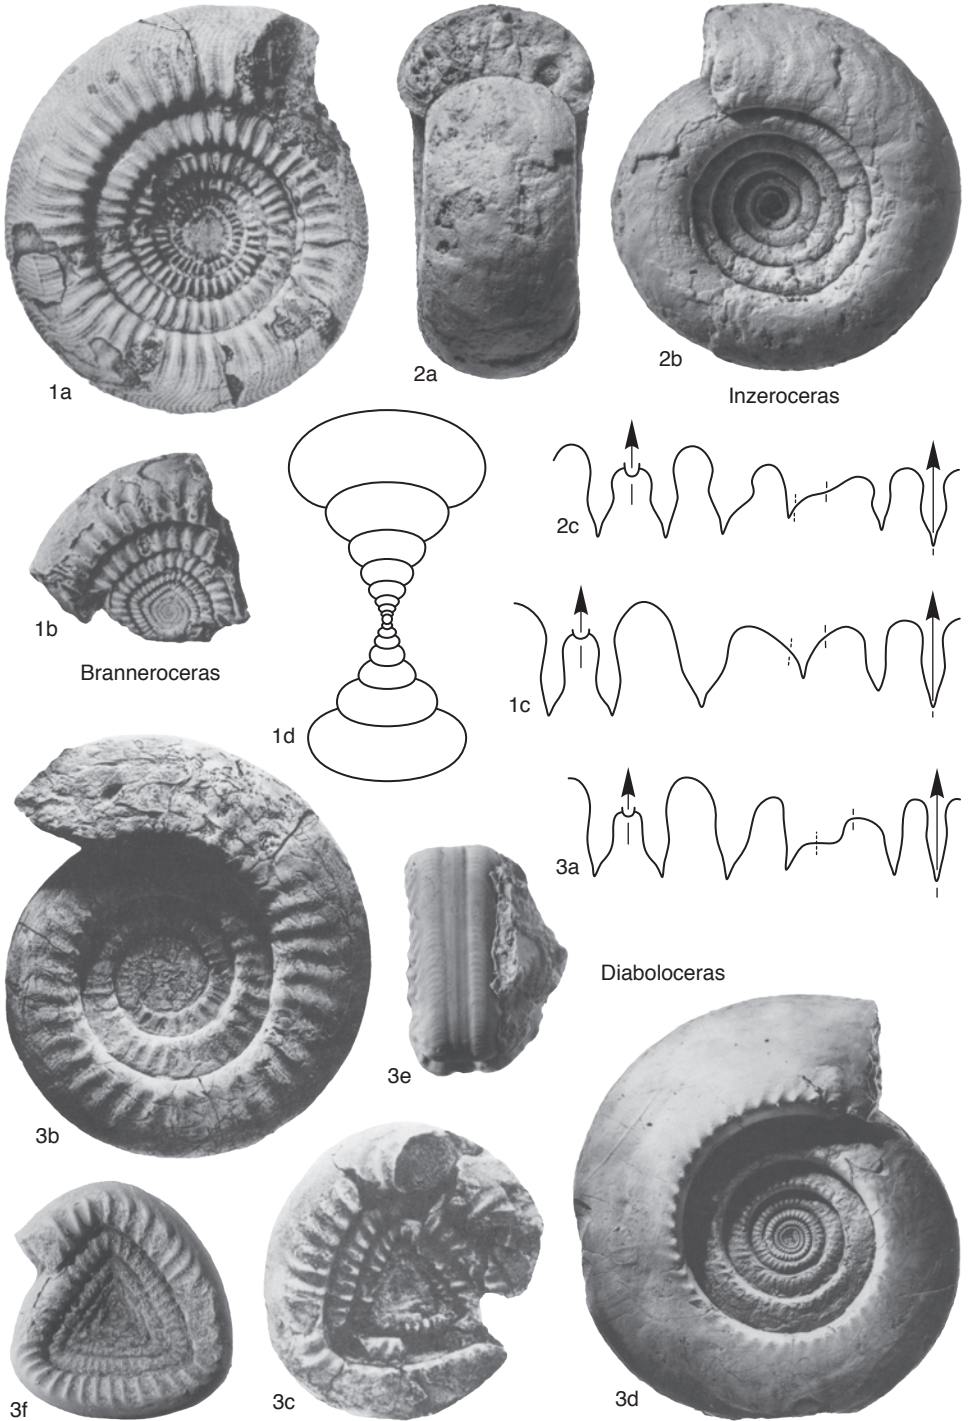 1a
2a
2b
Inzeroceras
1b
Branneroceras
1d
2c
1c
3a
3b
3e
Diaboloceras
3f
3c
3d